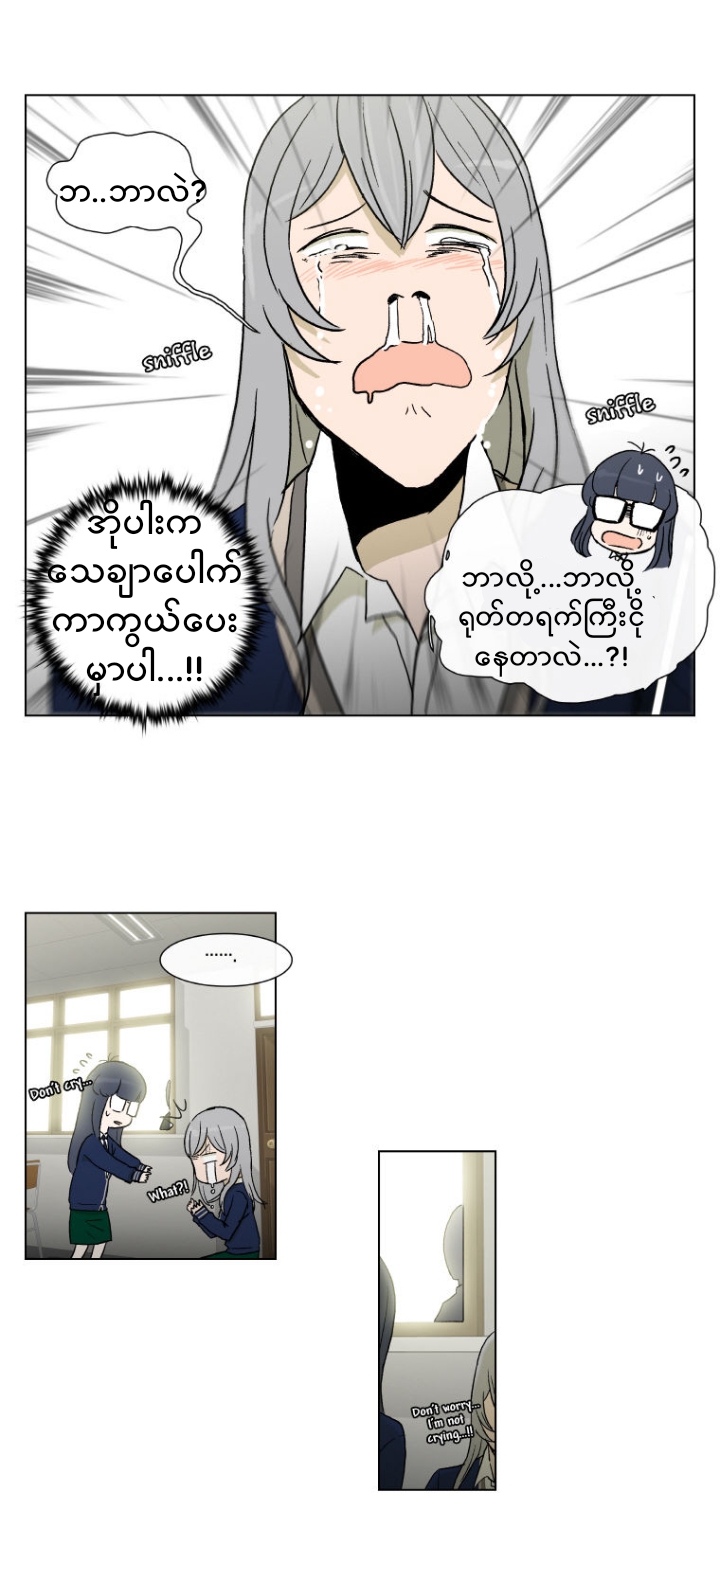 ဘ..ဘာလဲ?
sniffle
sniffle
အိုပါးက
သေချာပေါက်
ကာကွယ်ပေး
မှာပါ...!!
ဘာလို့...ဘာလို့
ရုတ်တရက်ကြီးငို
နေတာလဲ...?!
.......
Don't cry...
What?!
Don't worry...
I'm not
crying...!!